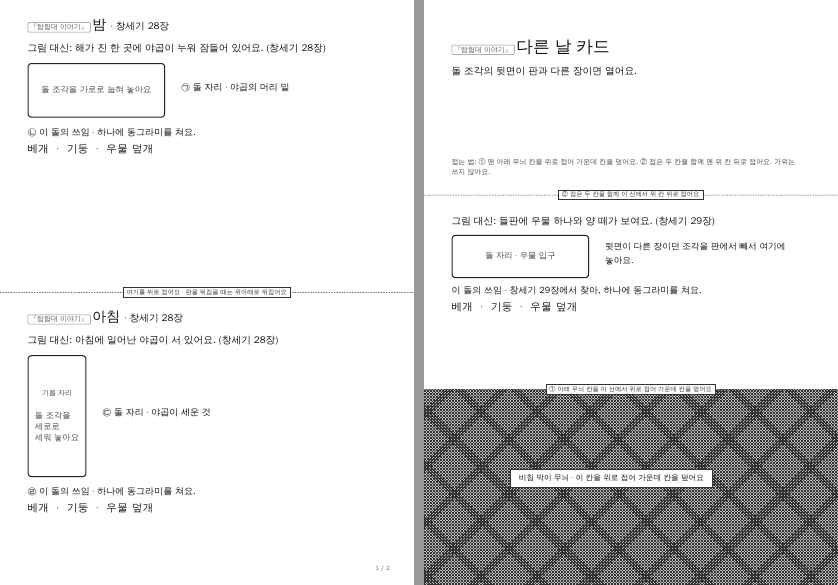 『탐험대 이야기』 밤 · 창세기 28장
그림 대신: 해가 진 한 곳에 야곱이 누워 잠들어 있어요. (창세기 28장)
돌 조각을 가로로 눕혀 놓아요
㉠ 돌 자리 · 야곱의 머리 밑
㉡ 이 돌의 쓰임 · 하나에 동그라미를 쳐요.
베개 · 기둥 · 우물 덮개
여기를 뒤로 접어요 · 판을 뒤집을 때는 위아래로 뒤집어요
『탐험대 이야기』 아침 · 창세기 28장
그림 대신: 아침에 일어난 야곱이 서 있어요. (창세기 28장)
기름 자리
돌 조각을
세로로
세워 놓아요
㉢ 돌 자리 · 야곱이 세운 것
㉣ 이 돌의 쓰임 · 하나에 동그라미를 쳐요.
베개 · 기둥 · 우물 덮개
1 / 2
『탐험대 이야기』 다른 날 카드
돌 조각의 뒷면이 판과 다른 장이면 열어요.
접는 법: ① 맨 아래 무늬 칸을 위로 접어 가운데 칸을 덮어요. ② 접은 두 칸을 함께 맨 위 칸 뒤로 접어요. 가위는
쓰지 않아요.
② 접은 두 칸을 함께 이 선에서 위 칸 뒤로 접어요
그림 대신: 들판에 우물 하나와 양 떼가 보여요. (창세기 29장)
돌 자리 · 우물 입구
뒷면이 다른 장이던 조각을 판에서 빼서 여기에
놓아요.
이 돌의 쓰임 · 창세기 29장에서 찾아, 하나에 동그라미를 쳐요.
베개 · 기둥 · 우물 덮개
① 아래 무늬 칸을 이 선에서 위로 접어 가운데 칸을 덮어요
비침 막이 무늬 · 이 칸을 위로 접어 가운데 칸을 덮어요